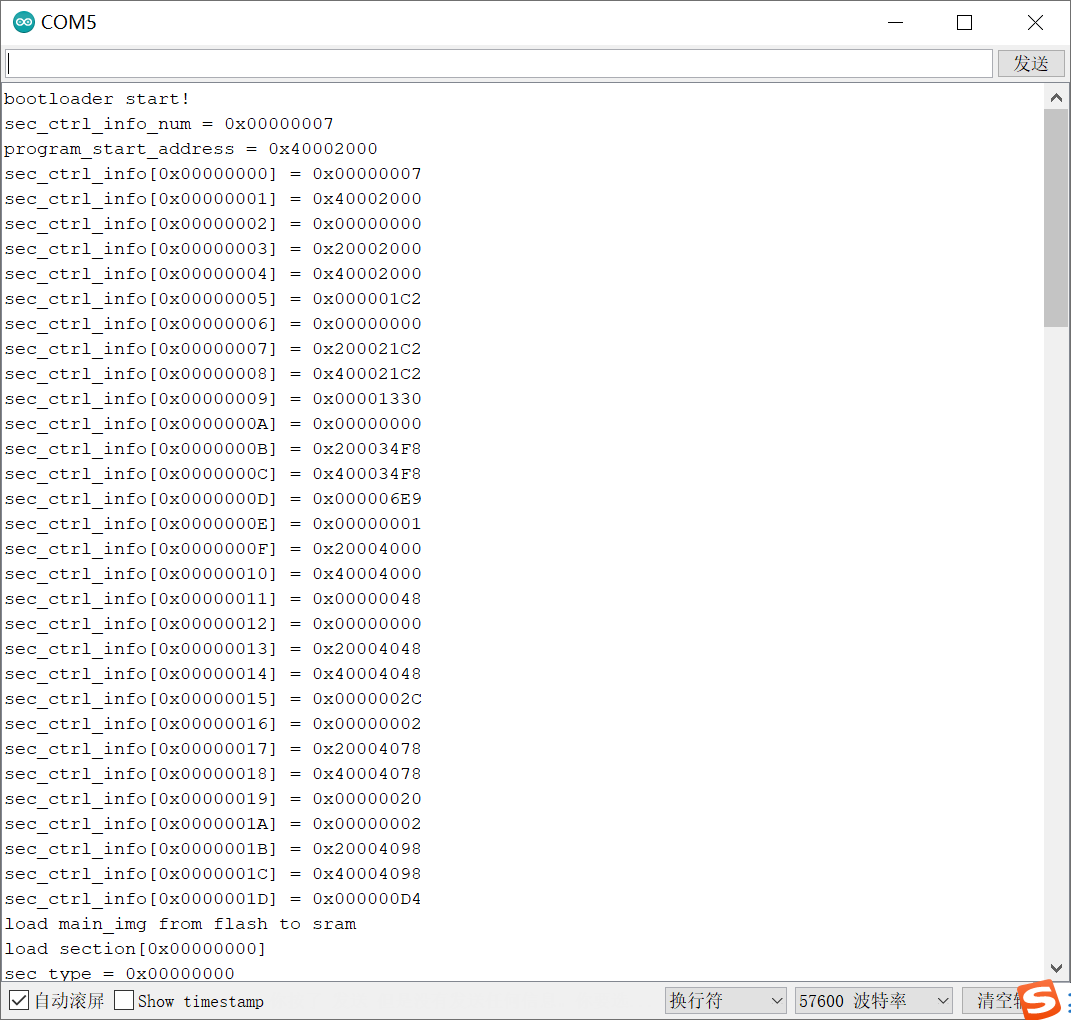 COM5
发送
bootloader start!
sec_ctrl_info_num = 0x00000007
program_start_address = 0x40002000
sec_ctrl_info[0x00000000] = 0x00000007
sec_ctrl_info[0x00000001] = 0x40002000
sec_ctrl_info[0x00000002] = 0x00000000
sec_ctrl_info[0x00000003] = 0x20002000
sec_ctrl_info[0x00000004] = 0x40002000
sec_ctrl_info[0x00000005] = 0x000001C2
sec_ctrl_info[0x00000006] = 0x00000000
sec_ctrl_info[0x00000007] = 0x200021C2
sec_ctrl_info[0x00000008] = 0x400021C2
sec_ctrl_info[0x00000009] = 0x00001330
sec_ctrl_info[0x0000000A] = 0x00000000
sec_ctrl_info[0x0000000B] = 0x200034F8
sec_ctrl_info[0x0000000C] = 0x400034F8
sec_ctrl_info[0x0000000D] = 0x000006E9
sec_ctrl_info[0x0000000E] = 0x00000001
sec_ctrl_info[0x0000000F] = 0x20004000
sec_ctrl_info[0x00000010] = 0x40004000
sec_ctrl_info[0x00000011] = 0x00000048
sec_ctrl_info[0x00000012] = 0x00000000
sec_ctrl_info[0x00000013] = 0x20004048
sec_ctrl_info[0x00000014] = 0x40004048
sec_ctrl_info[0x00000015] = 0x0000002C
sec_ctrl_info[0x00000016] = 0x00000002
sec_ctrl_info[0x00000017] = 0x20004078
sec_ctrl_info[0x00000018] = 0x40004078
sec_ctrl_info[0x00000019] = 0x00000020
sec_ctrl_info[0x0000001A] = 0x00000002
sec_ctrl_info[0x0000001B] = 0x20004098
sec_ctrl_info[0x0000001C] = 0x40004098
sec_ctrl_info[0x0000001D] = 0x000000D4
load main_img from flash to sram
load section[0x00000000]
sec type = 0x00000000
自动滚屏 Show timestamp 换行符 57600 波特率 清空